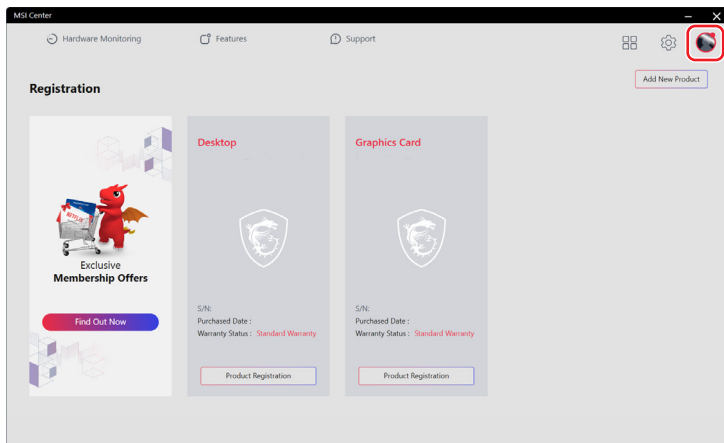 MSI Center
Hardware Monitoring
Features
Support
Add New Product
Registration
NETFLIX
Exclusive
Membership Offers
Find Out Now
Desktop
S/N:
Purchased Date :
Warranty Status : Standard Warranty
Product Registration
Graphics Card
S/N:
Purchased Date :
Warranty Status : Standard Warranty
Product Registration